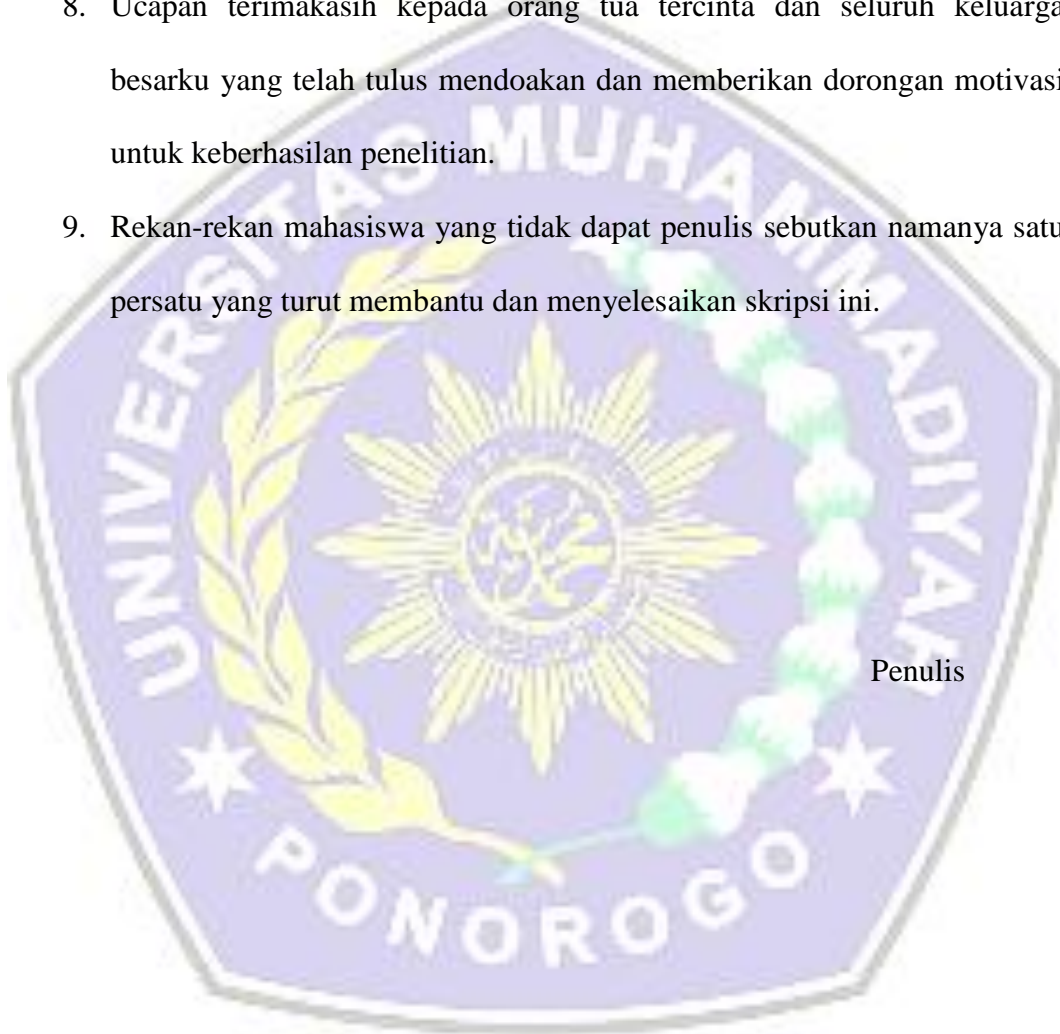 8. Ucapan terimakasih kepada orang tua tercinta dan seluruh keluarga
besarku yang telah tulus mendoakan dan memberikan dorongan motivasi
untuk keberhasilan penelitian.
9. Rekan-rekan mahasiswa yang tidak dapat penulis sebutkan namanya satu
persatu yang turut membantu dan menyelesaikan skripsi ini.
Penulis
UNIVERSITAS MUHAMMADIYAH
PONOROGO